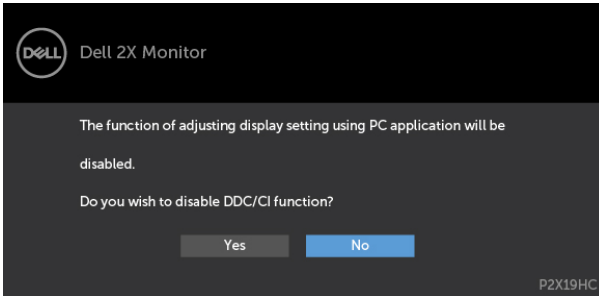 DELL
Dell 2X Monitor
The function of adjusting display setting using PC application will be
disabled.
Do you wish to disable DDC/CI function?
Yes
No
P2X19HC